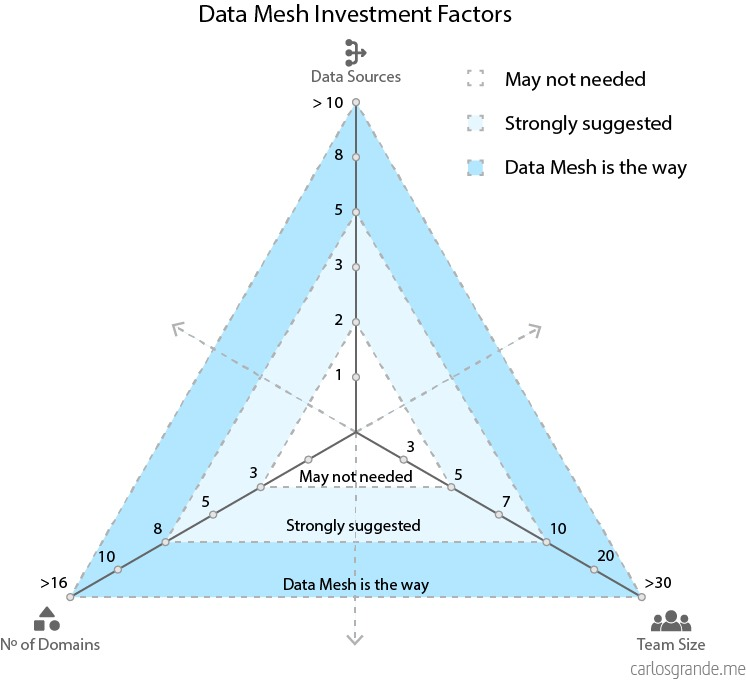 Data Mesh Investment Factors
Data Sources
May not needed
> 10
Strongly suggested
8
Data Mesh is the way
5
3
2
1
3
May not needed
3
5
5
7
Strongly suggested
8
10
10
20
Data Mesh is the way
>16
>30
Nº of Domains
Team Size
carlosgrande.me